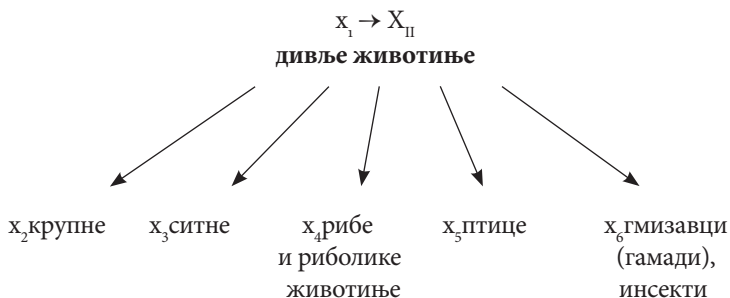 x₁ → X_II
дивље животиње
x₂крупне x₃ситне x₄рибе x₅птице x₆гмизавци
и риболике (гамади),
животиње инсекти